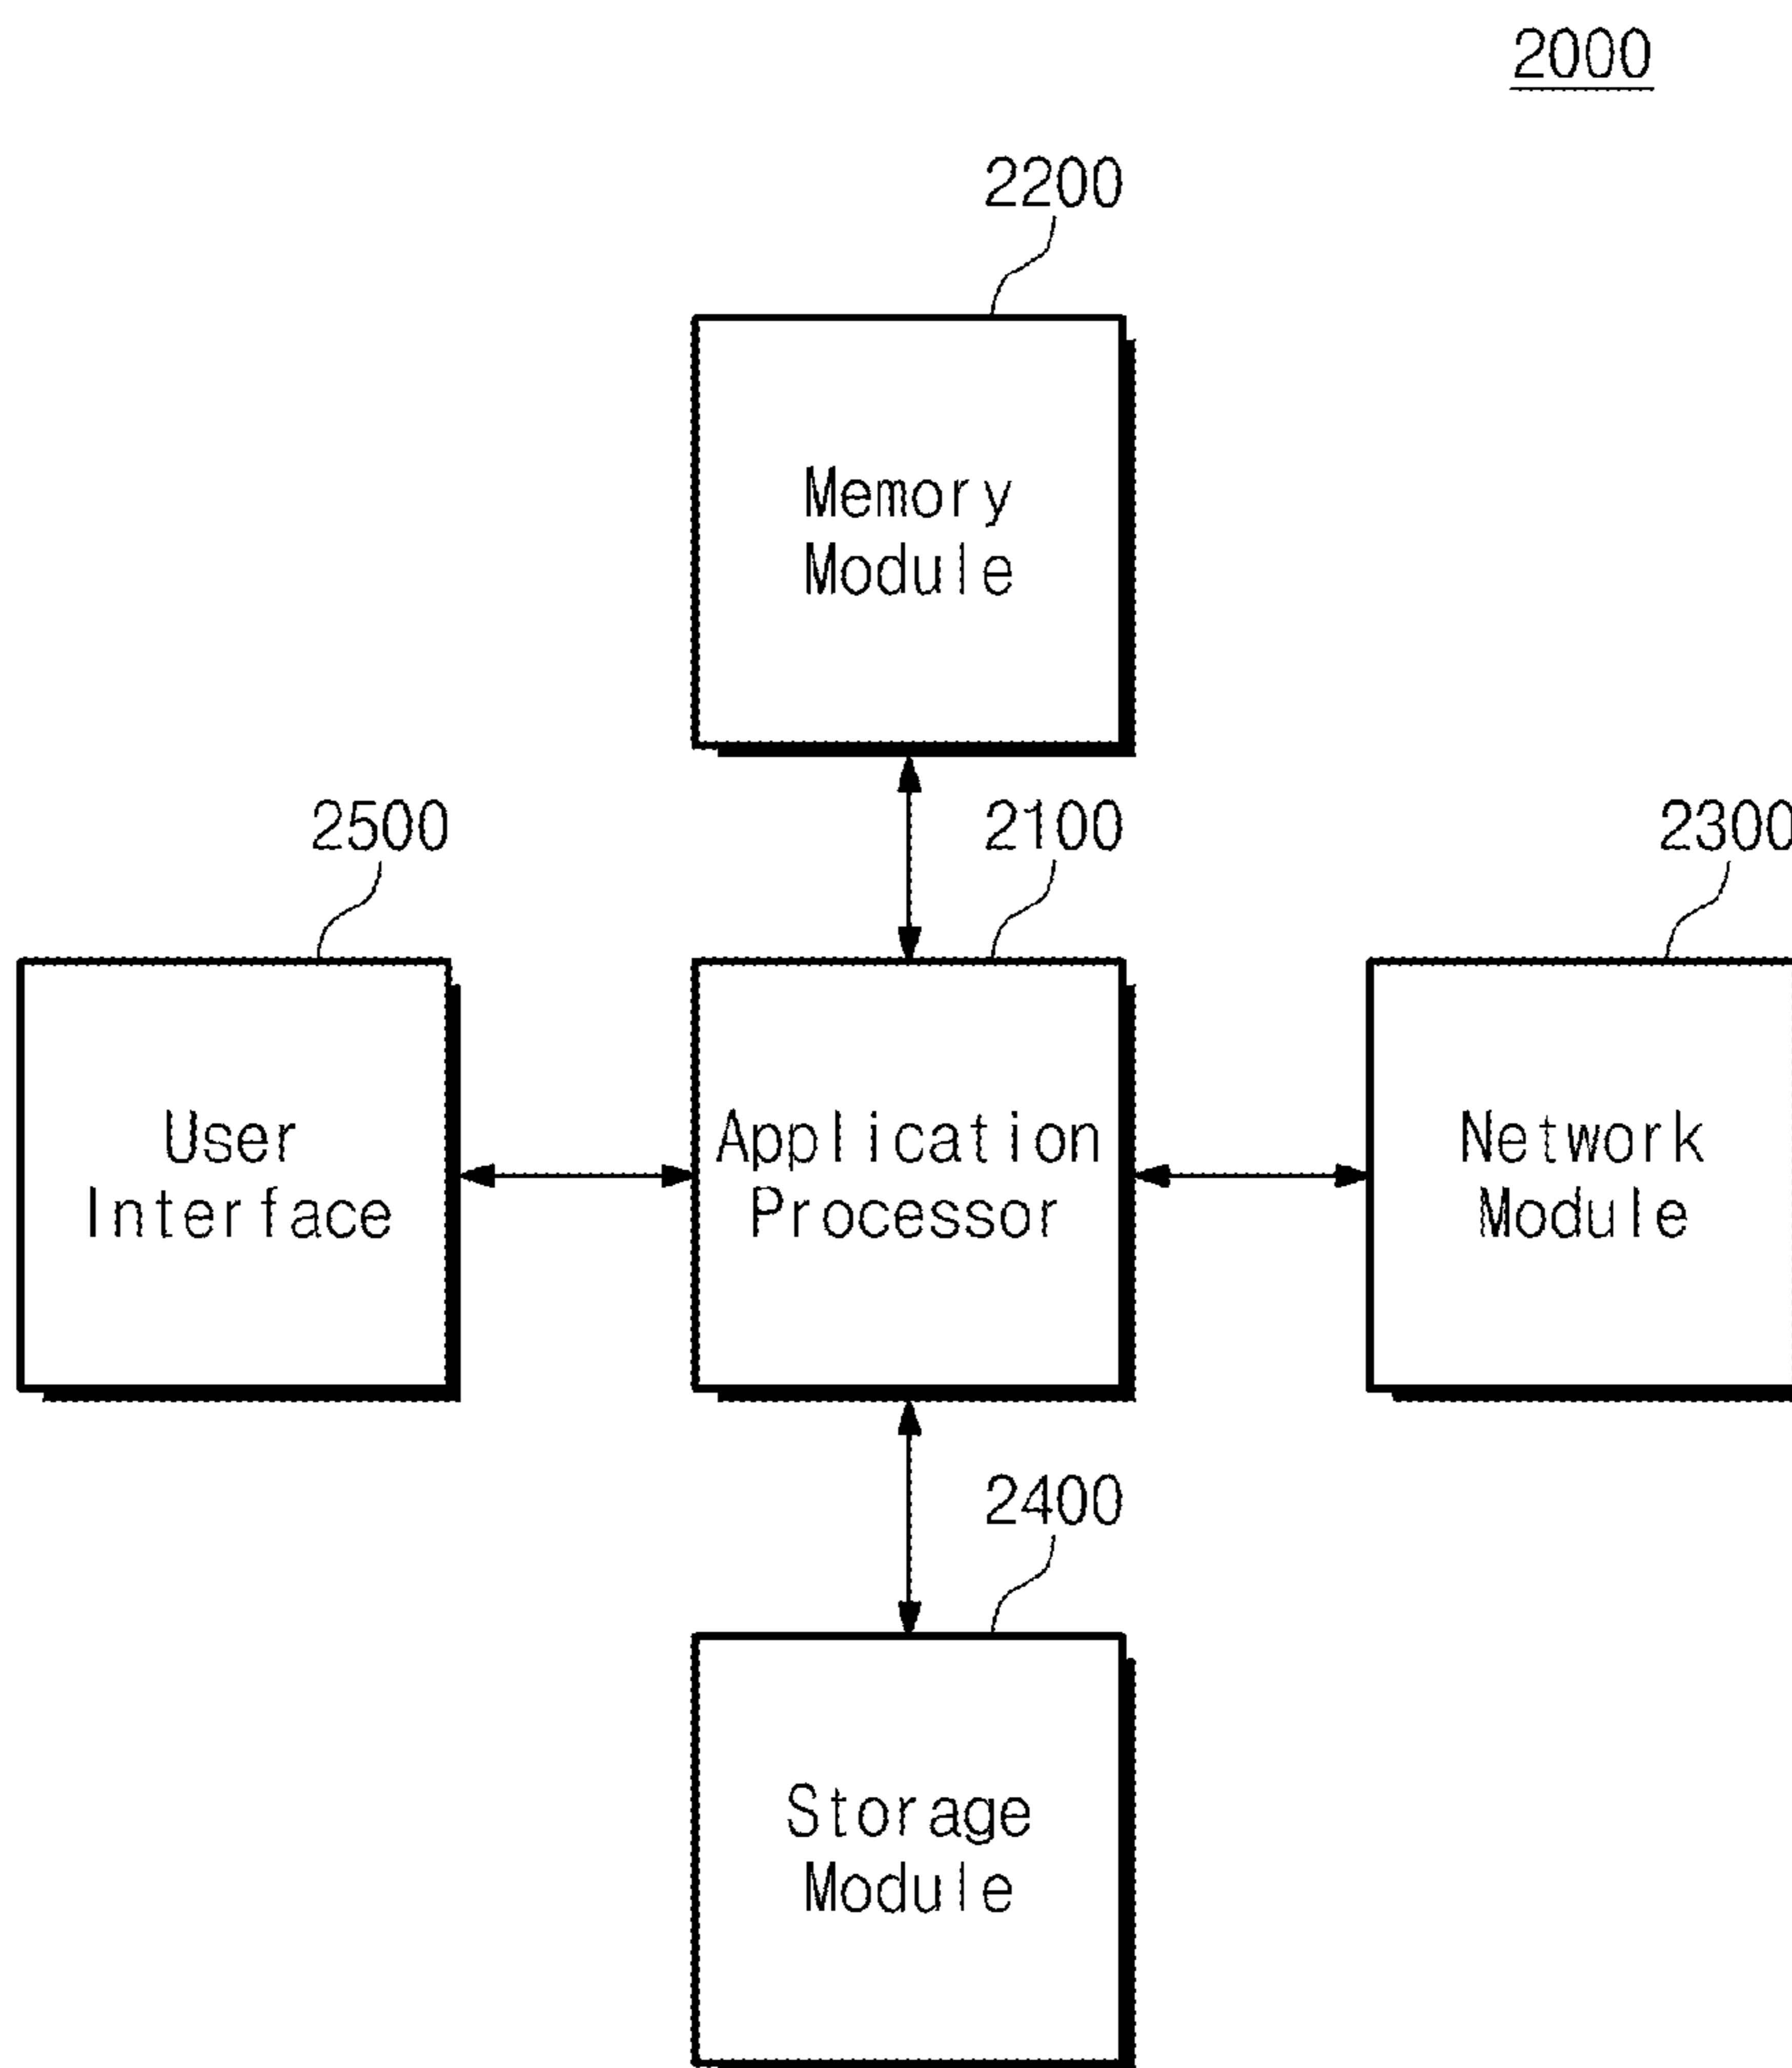 2000
2200
Memory
Module
2500
2100
2300
User
Interface
Application
Processor
Network
Module
2400
Storage
Module